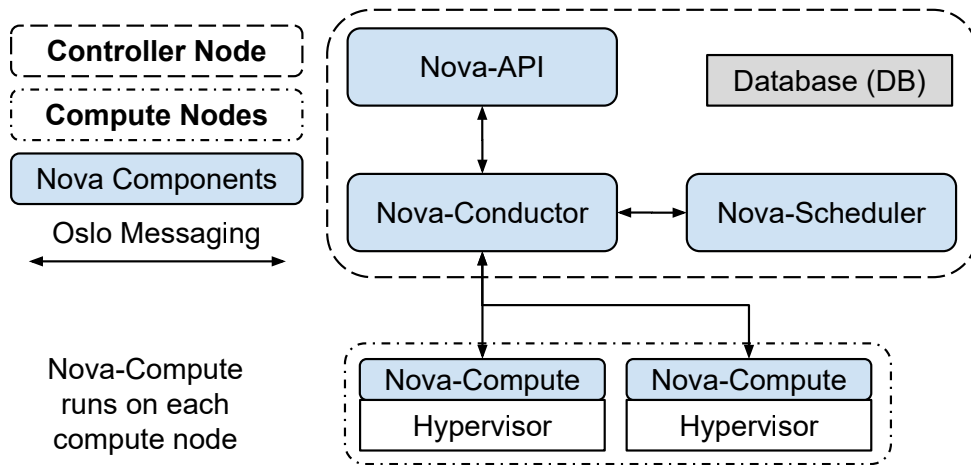 Controller Node
Compute Nodes
Nova Components
Oslo Messaging
Nova-API
Database (DB)
Nova-Conductor
Nova-Scheduler
Nova-Compute
runs on each
compute node
Nova-Compute
Hypervisor
Nova-Compute
Hypervisor